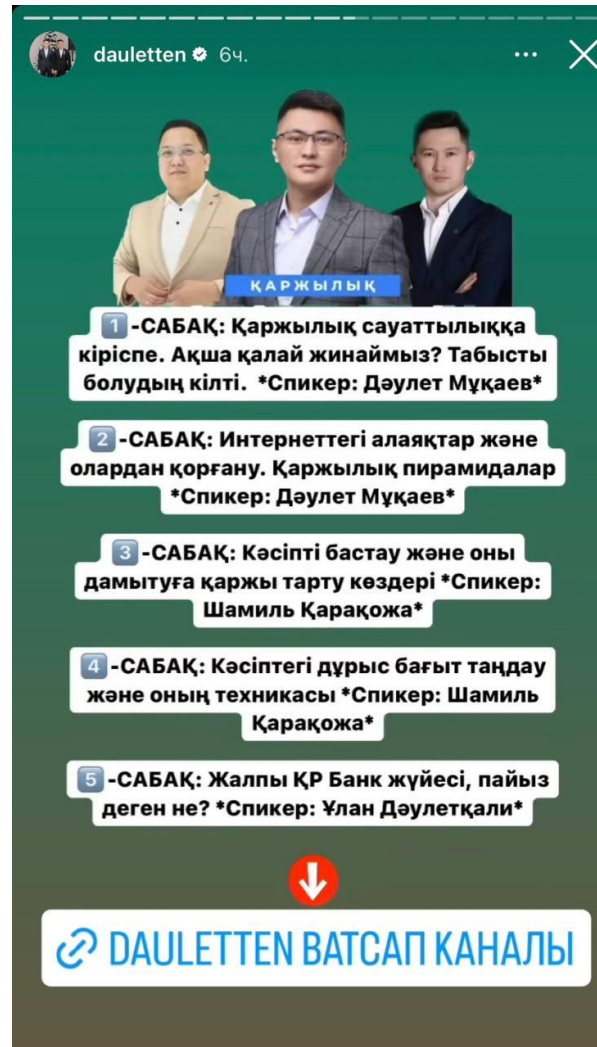 dauletten 6ч.
ҚАРЖЫЛЫҚ
1-САБАҚ: Қаржылық сауаттылыққа
кіріспе. Ақша қалай жинаймыз? Табысты
болудың кілті. *Спикер: Дәулет Мұқаев*
2-САБАҚ: Интернеттегі алаяқтар және
олардан қорғану. Қаржылық пирамидалар
*Спикер: Дәулет Мұқаев*
3-САБАҚ: Кәсіпті бастау және оны
дамытуға қаржы тарту көздері *Спикер:
Шамиль Қарақожа*
4-САБАҚ: Кәсіптегі дұрыс бағыт таңдау
және оның техникасы *Спикер: Шамиль
Қарақожа*
5-САБАҚ: Жалпы ҚР Банк жүйесі, пайыз
деген не? *Спикер: Ұлан Дәулетқали*
DAULETTEN ВАТСАП КАНАЛЫ